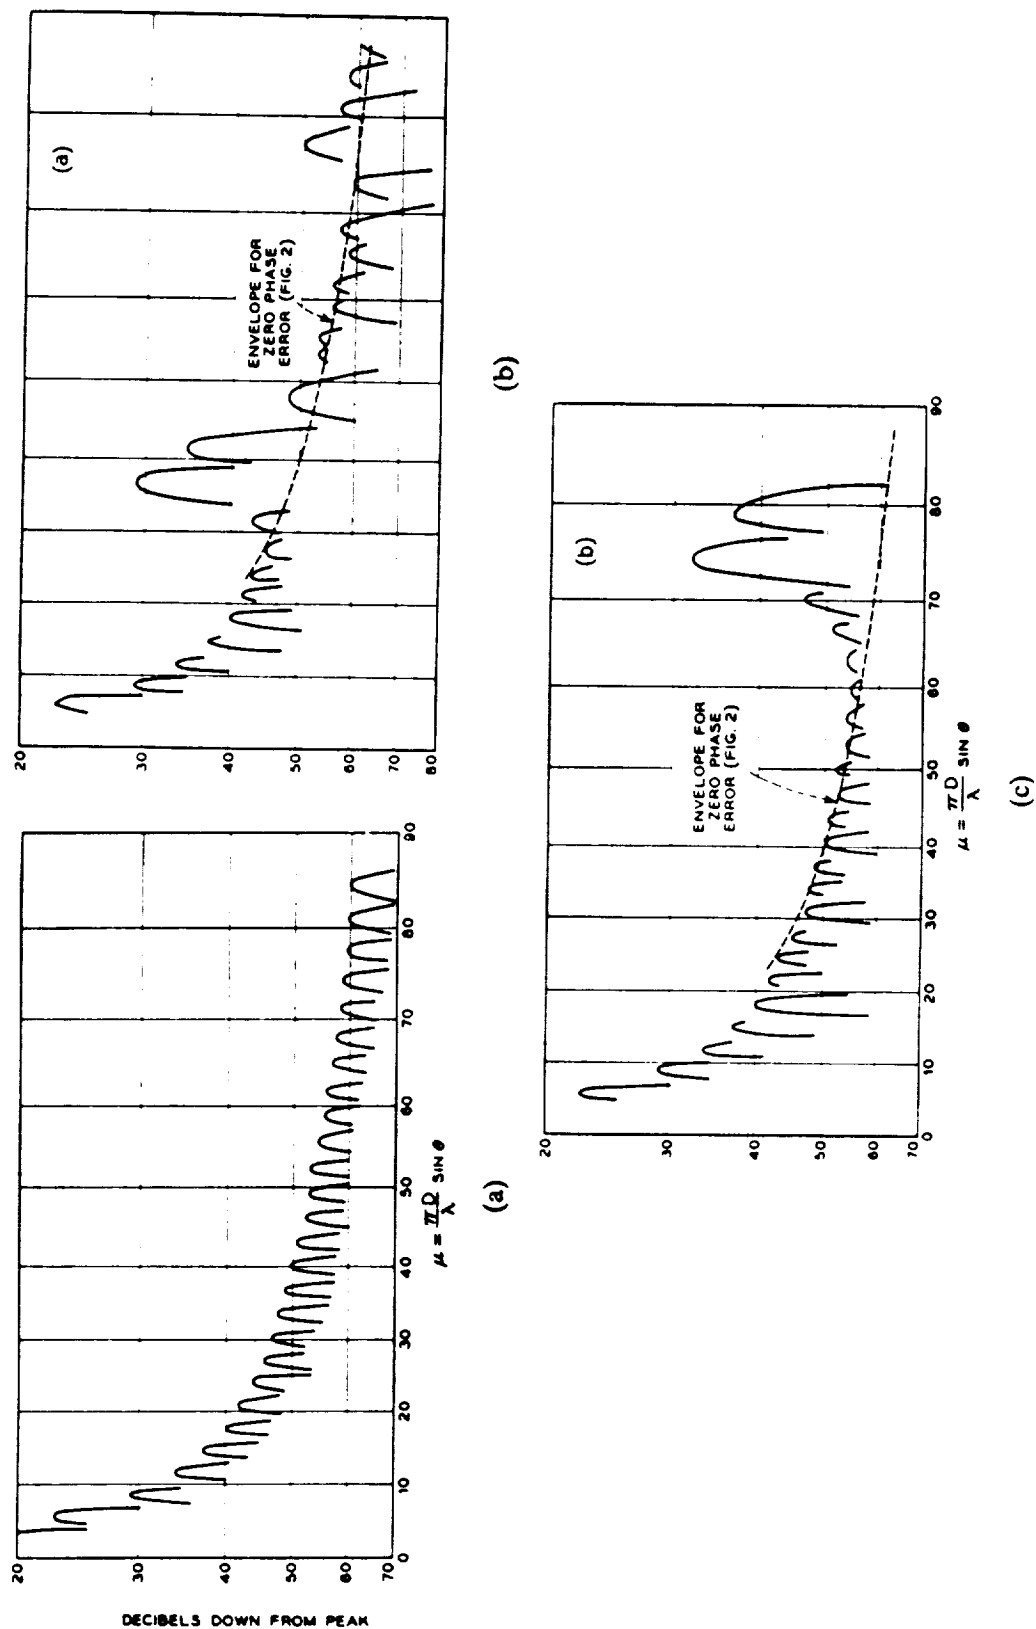 DECIBELS DOWN FROM PEAK
20
30
40
50
60
70
0
10
20
30
40
50
60
70
80
90
μ = πD/λ SIN θ
(a)
20
30
40
50
60
70
80
(a)
ENVELOPE FOR
ZERO PHASE
ERROR (FIG. 2)
(b)
20
30
40
50
60
70
0
10
20
30
40
50
60
70
80
90
(b)
ENVELOPE FOR
ZERO PHASE
ERROR (FIG. 2)
μ = πD/λ SIN θ
(c)